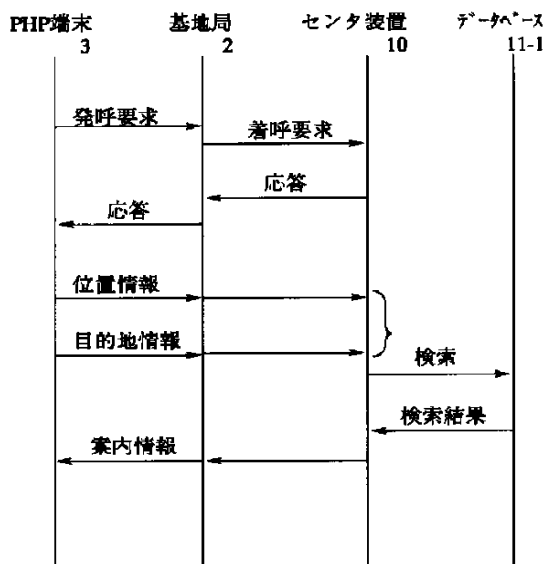 PHP端末 基地局 センタ装置 データベース
3 2 10 11-1
発呼要求
着呼要求
応答
応答
位置情報
目的地情報
検索
検索結果
案内情報